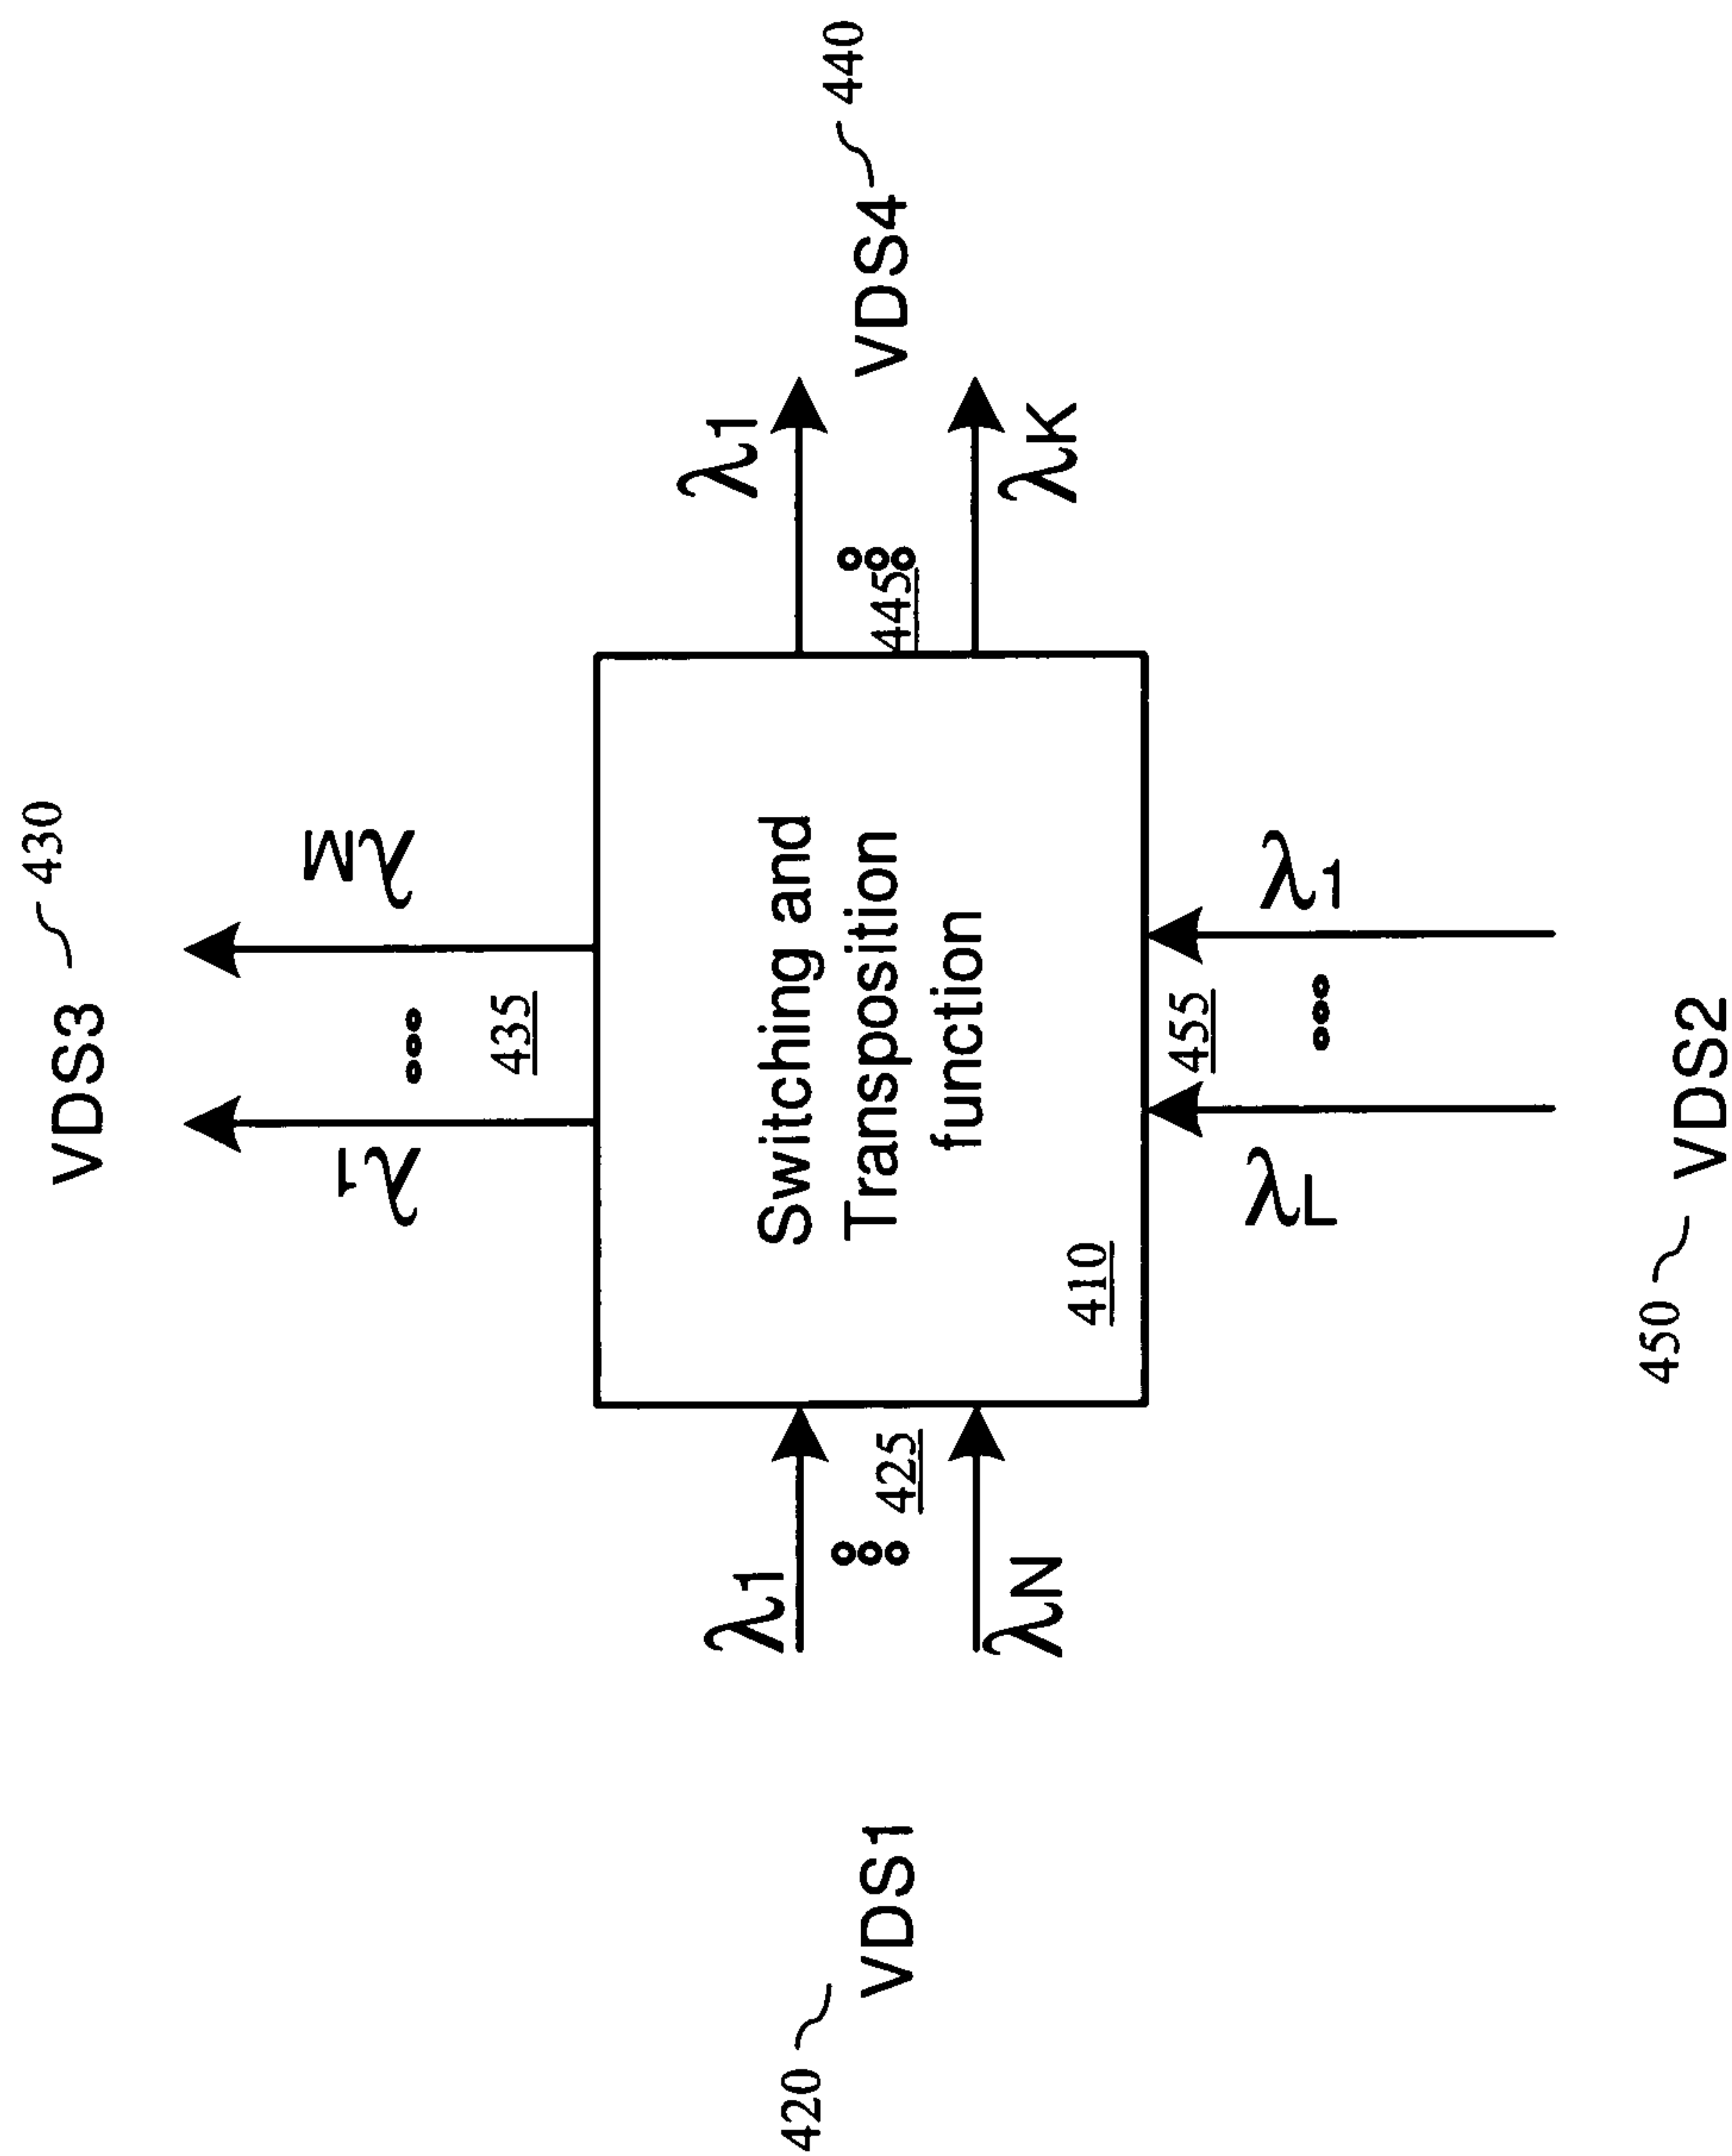 VDS3 430
λ1
λM
435
λ1
λ1
420
VDS1
425
Switching and
Transposition
function
445
VDS4
440
λN
λK
410
455
λL
λ1
450
VDS2